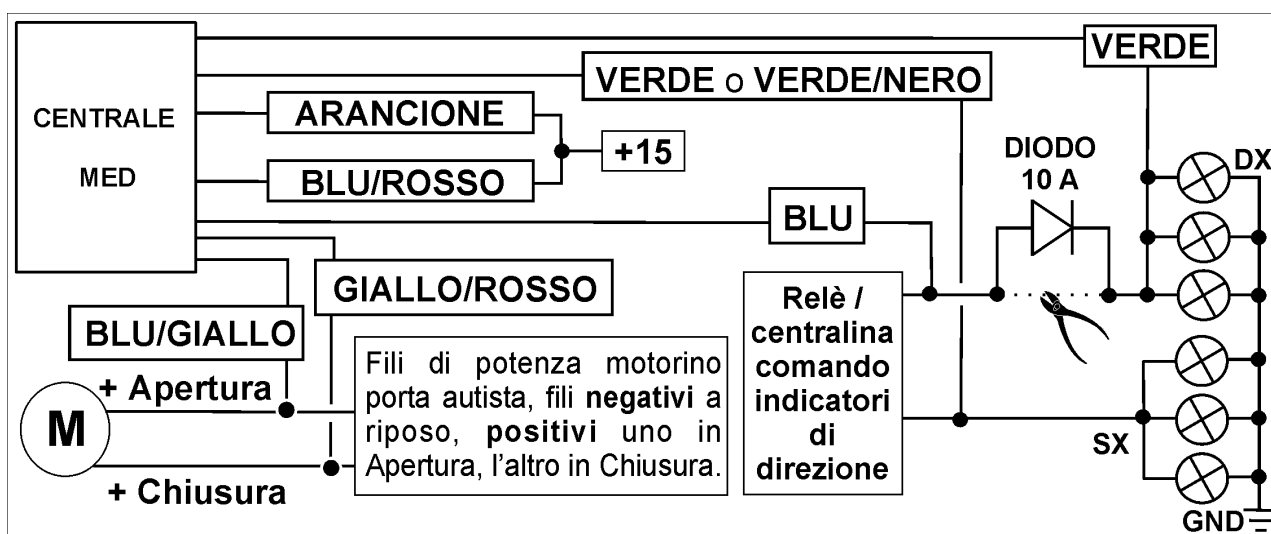 CENTRALE
MED
VERDE
VERDE o VERDE/NERO
ARANCIONE
+15
BLU/ROSSO
BLU
DIODO
10 A
DX
GIALLO/ROSSO
BLU/GIALLO
+ Apertura
M
+ Chiusura
Fili di potenza motorino
porta autista, fili negativi a
riposo, positivi uno in
Apertura, l'altro in Chiusura.
Relè /
centralina
comando
indicatori
di
direzione
SX
GND